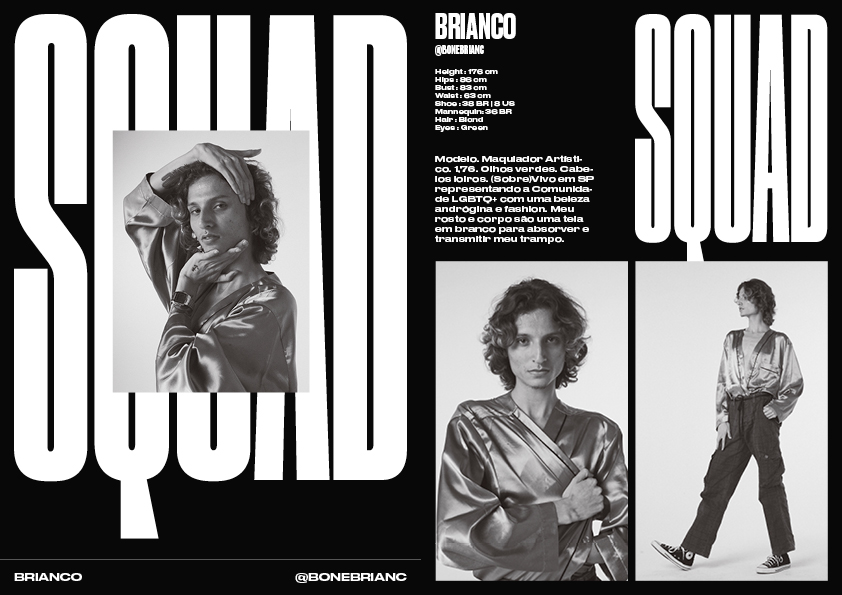 SQUAD
BRIANCO
@BONEBRIANC
BRIANCO
@BONEBRIANC
Height : 176 cm
Hips : 86 cm
Bust : 83 cm
Waist : 63 cm
Shoe : 38 BR | 8 US
Mannequin: 36 BR
Hair : Blond
Eyes : Green
Modelo. Maquiador Artísti-
co. 1,76. Olhos verdes. Cabe-
los loiros. (Sobre)Vivo em SP
representando a Comunida-
de LGBTQ+ com uma beleza
andrógina e fashion. Meu
rosto e corpo são uma tela
em branco para absorver e
transmitir meu trampo.
SQUAD